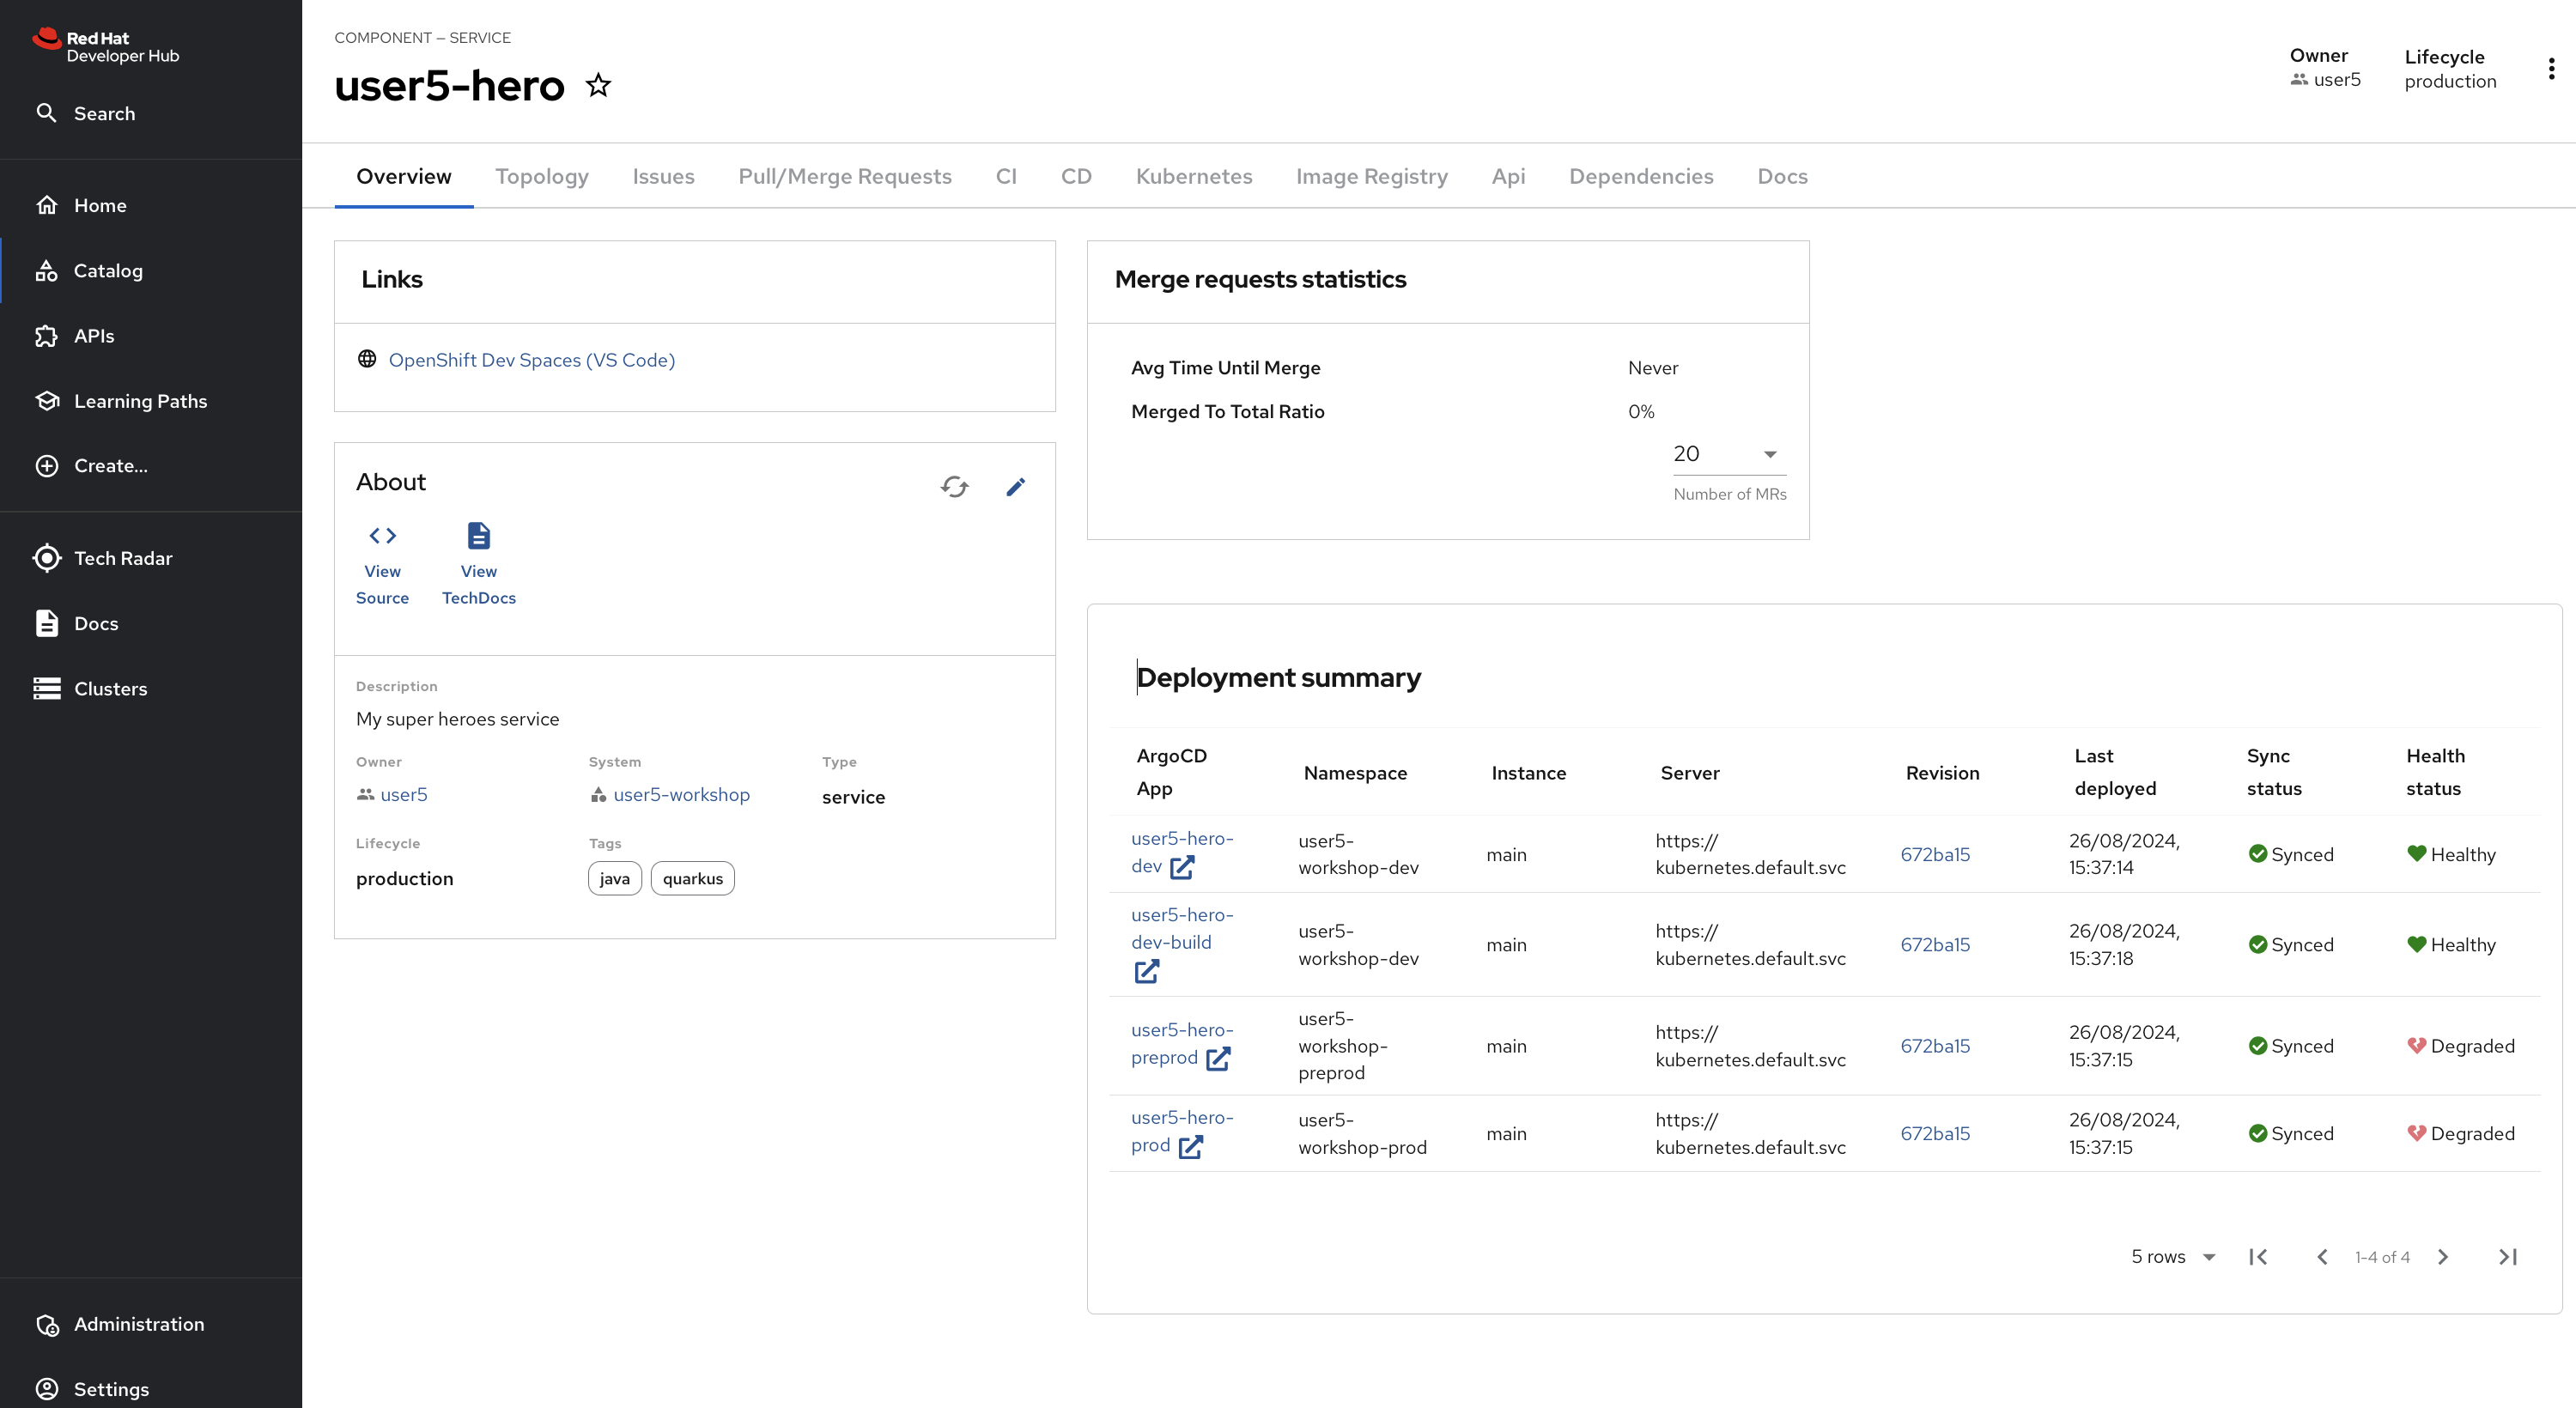 Red Hat
Developer Hub
Search
Home
Catalog
APIs
Learning Paths
Create...
Tech Radar
Docs
Clusters
Administration
Settings
COMPONENT — SERVICE
user5-hero
Owner
user5
Lifecycle
production
Overview Topology Issues Pull/Merge Requests CI CD Kubernetes Image Registry Api Dependencies Docs
Links
OpenShift Dev Spaces (VS Code)
About
View
Source
View
TechDocs
Description
My super heroes service
Owner
user5
System
user5-workshop
Type
service
Lifecycle
production
Tags
java quarkus
Merge requests statistics
Avg Time Until Merge Never
Merged To Total Ratio 0%
20
Number of MRs
Deployment summary
ArgoCD
App
Namespace
Instance
Server
Revision
Last
deployed
Sync
status
Health
status
user5-hero-
dev
user5-
workshop-dev
main
https://
kubernetes.default.svc
672ba15
26/08/2024,
15:37:14
Synced
Healthy
user5-hero-
dev-build
user5-
workshop-dev
main
https://
kubernetes.default.svc
672ba15
26/08/2024,
15:37:18
Synced
Healthy
user5-hero-
preprod
user5-
workshop-
preprod
main
https://
kubernetes.default.svc
672ba15
26/08/2024,
15:37:15
Synced
Degraded
user5-hero-
prod
user5-
workshop-prod
main
https://
kubernetes.default.svc
672ba15
26/08/2024,
15:37:15
Synced
Degraded
5 rows
1-4 of 4